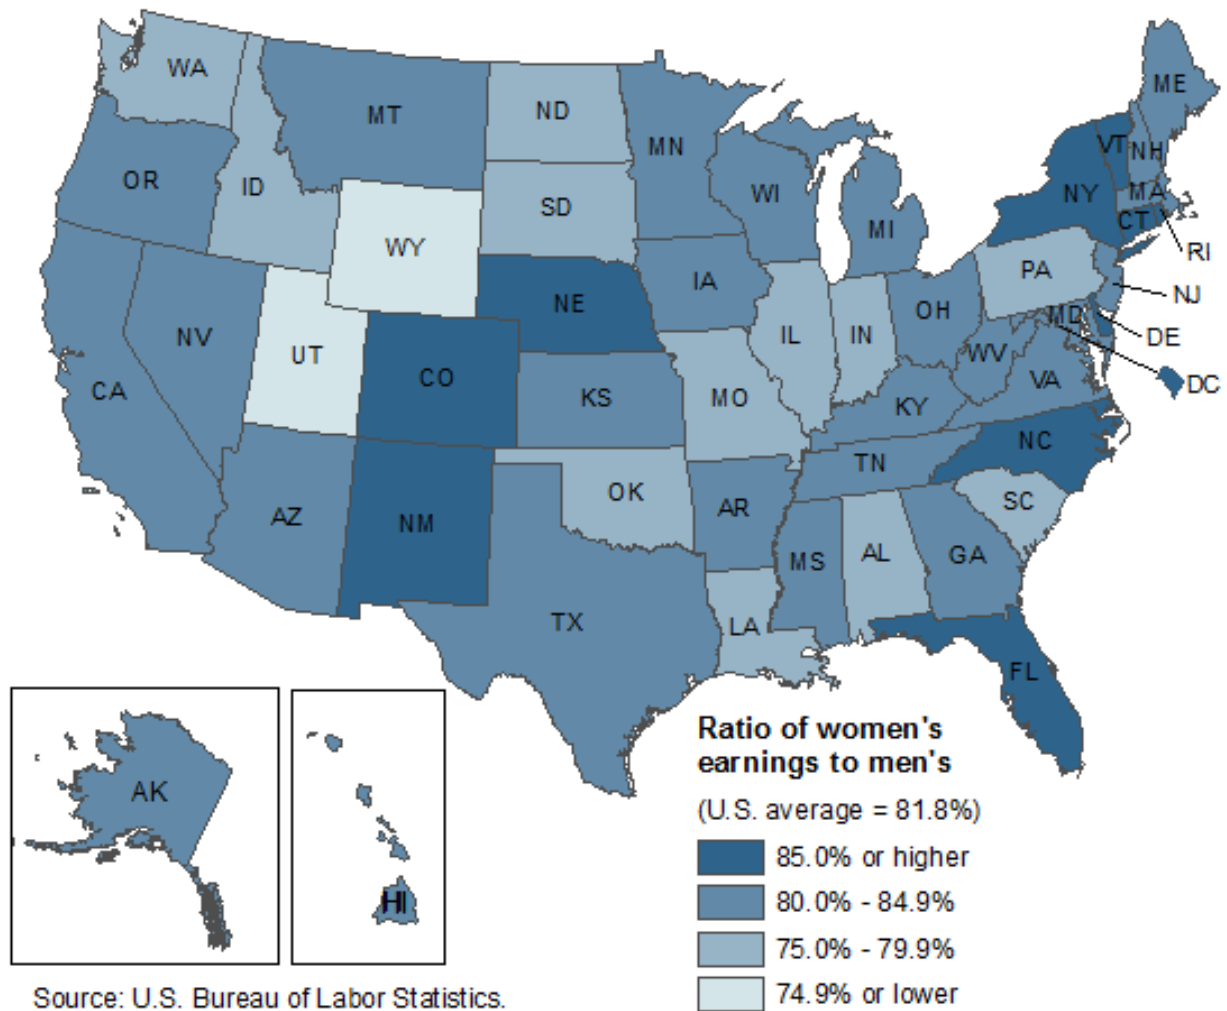 WA
MT
ND
MN
ME
VT
NH
OR
ID
SD
WI
MI
NY
MA
CT
RI
WY
IA
PA
NJ
NE
OH
MD
DE
NV
UT
CO
IL
IN
WV
VA
DC
CA
KS
MO
KY
NC
TN
AZ
NM
OK
AR
SC
MS
AL
GA
TX
LA
FL
AK
HI
Ratio of women's
earnings to men's
(U.S. average = 81.8%)
85.0% or higher
80.0% - 84.9%
75.0% - 79.9%
74.9% or lower
Source: U.S. Bureau of Labor Statistics.